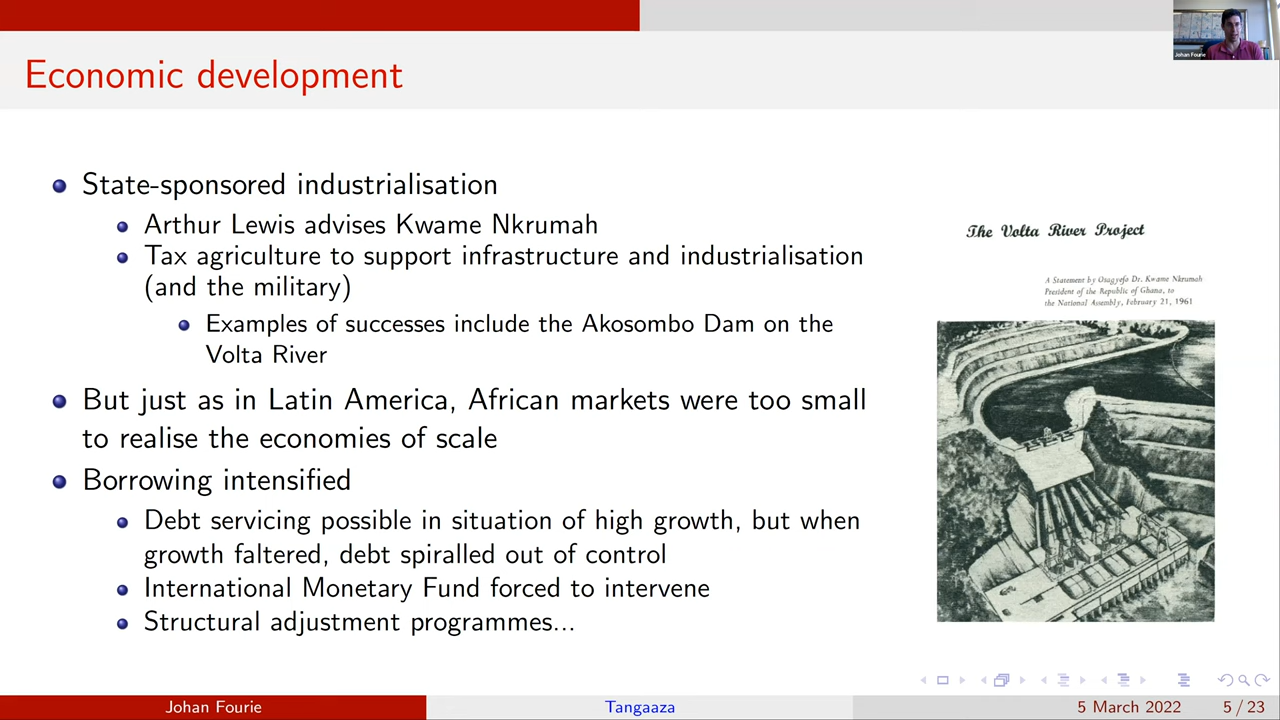 Economic development
Johan Fourie
State-sponsored industrialisation
Arthur Lewis advises Kwame Nkrumah
Tax agriculture to support infrastructure and industrialisation
(and the military)
Examples of successes include the Akosombo Dam on the
Volta River
But just as in Latin America, African markets were too small
to realise the economies of scale
Borrowing intensified
Debt servicing possible in situation of high growth, but when
growth faltered, debt spiralled out of control
International Monetary Fund forced to intervene
Structural adjustment programmes...
The Volta River Project
A Statement by Osagyefo Dr. Kwame Nkrumah
President of the Republic of Ghana, to
the National Assembly, February 21, 1961
Johan Fourie
Tangaaza
5 March 2022
5 / 23